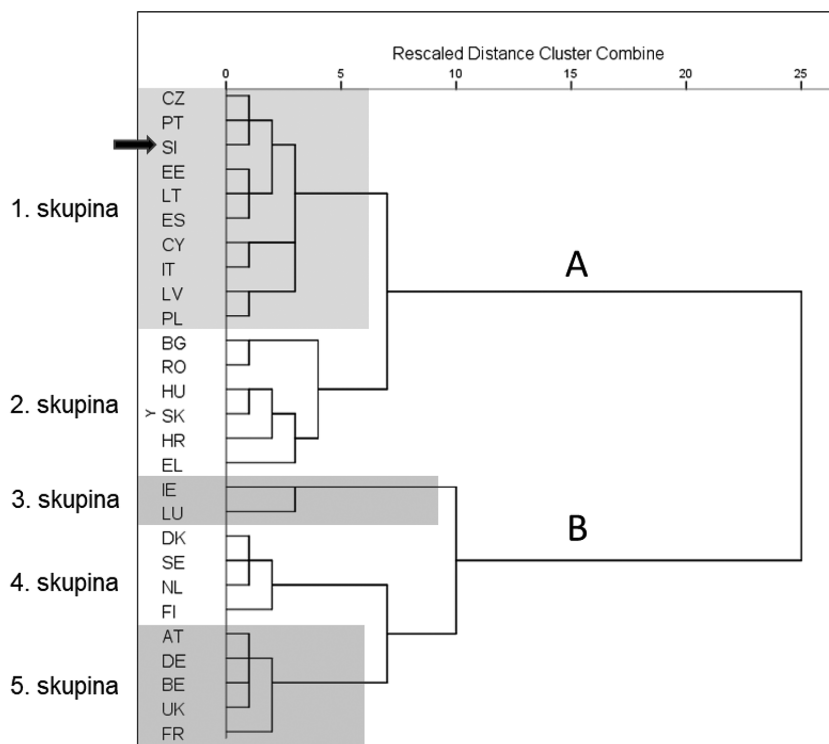 Rescaled Distance Cluster Combine
0 5 10 15 20 25
CZ
PT
SI
EE
1. skupina
LT
ES
CY
IT
LV
PL
A
BG
RO
HU
2. skupina
Y
SK
HR
EL
IE
3. skupina
LU
B
DK
SE
4. skupina
NL
FI
AT
DE
5. skupina
BE
UK
FR